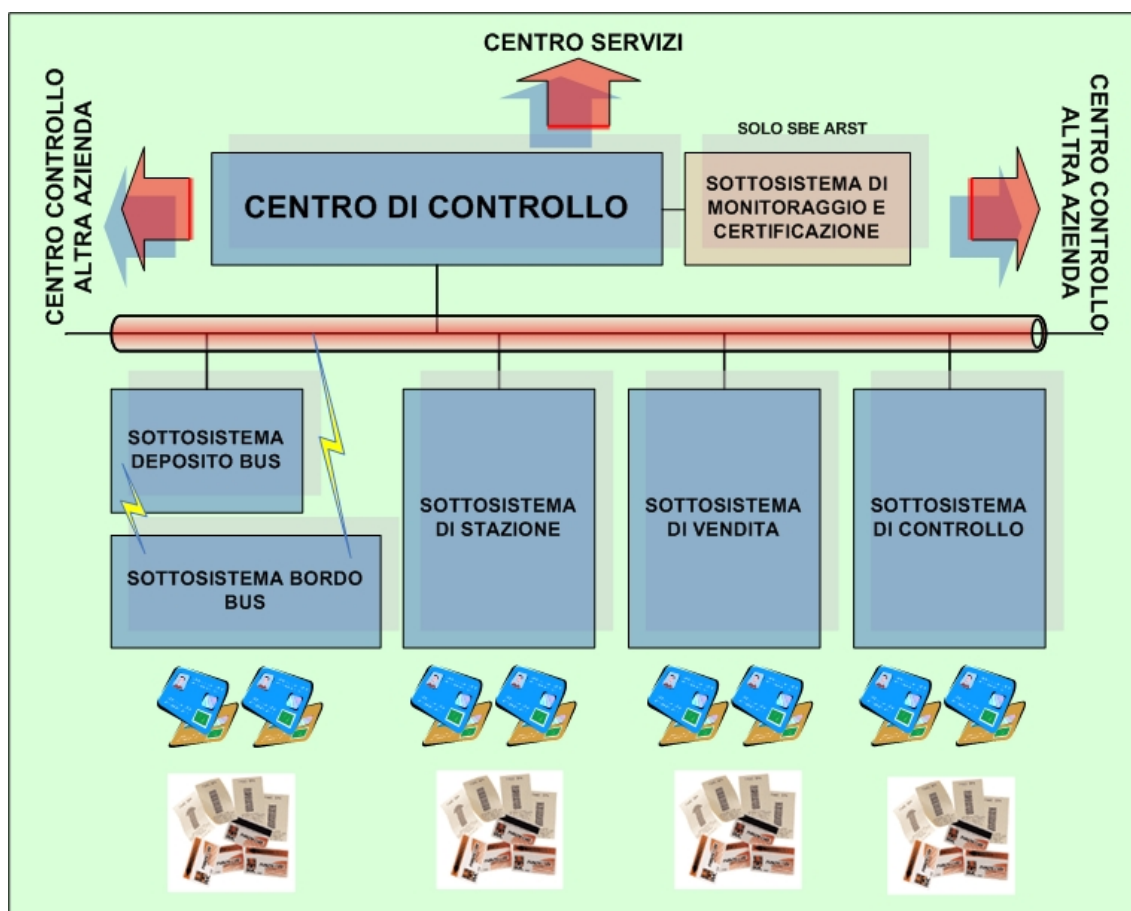 CENTRO SERVIZI
CENTRO CONTROLLO
ALTRA AZIENDA
CENTRO CONTROLLO
ALTRA AZIENDA
SOLO SBE ARST
CENTRO DI CONTROLLO
SOTTOSISTEMA DI
MONITORAGGIO E
CERTIFICAZIONE
SOTTOSISTEMA
DEPOSITO BUS
SOTTOSISTEMA BORDO
BUS
SOTTOSISTEMA
DI STAZIONE
SOTTOSISTEMA
DI VENDITA
SOTTOSISTEMA
DI CONTROLLO